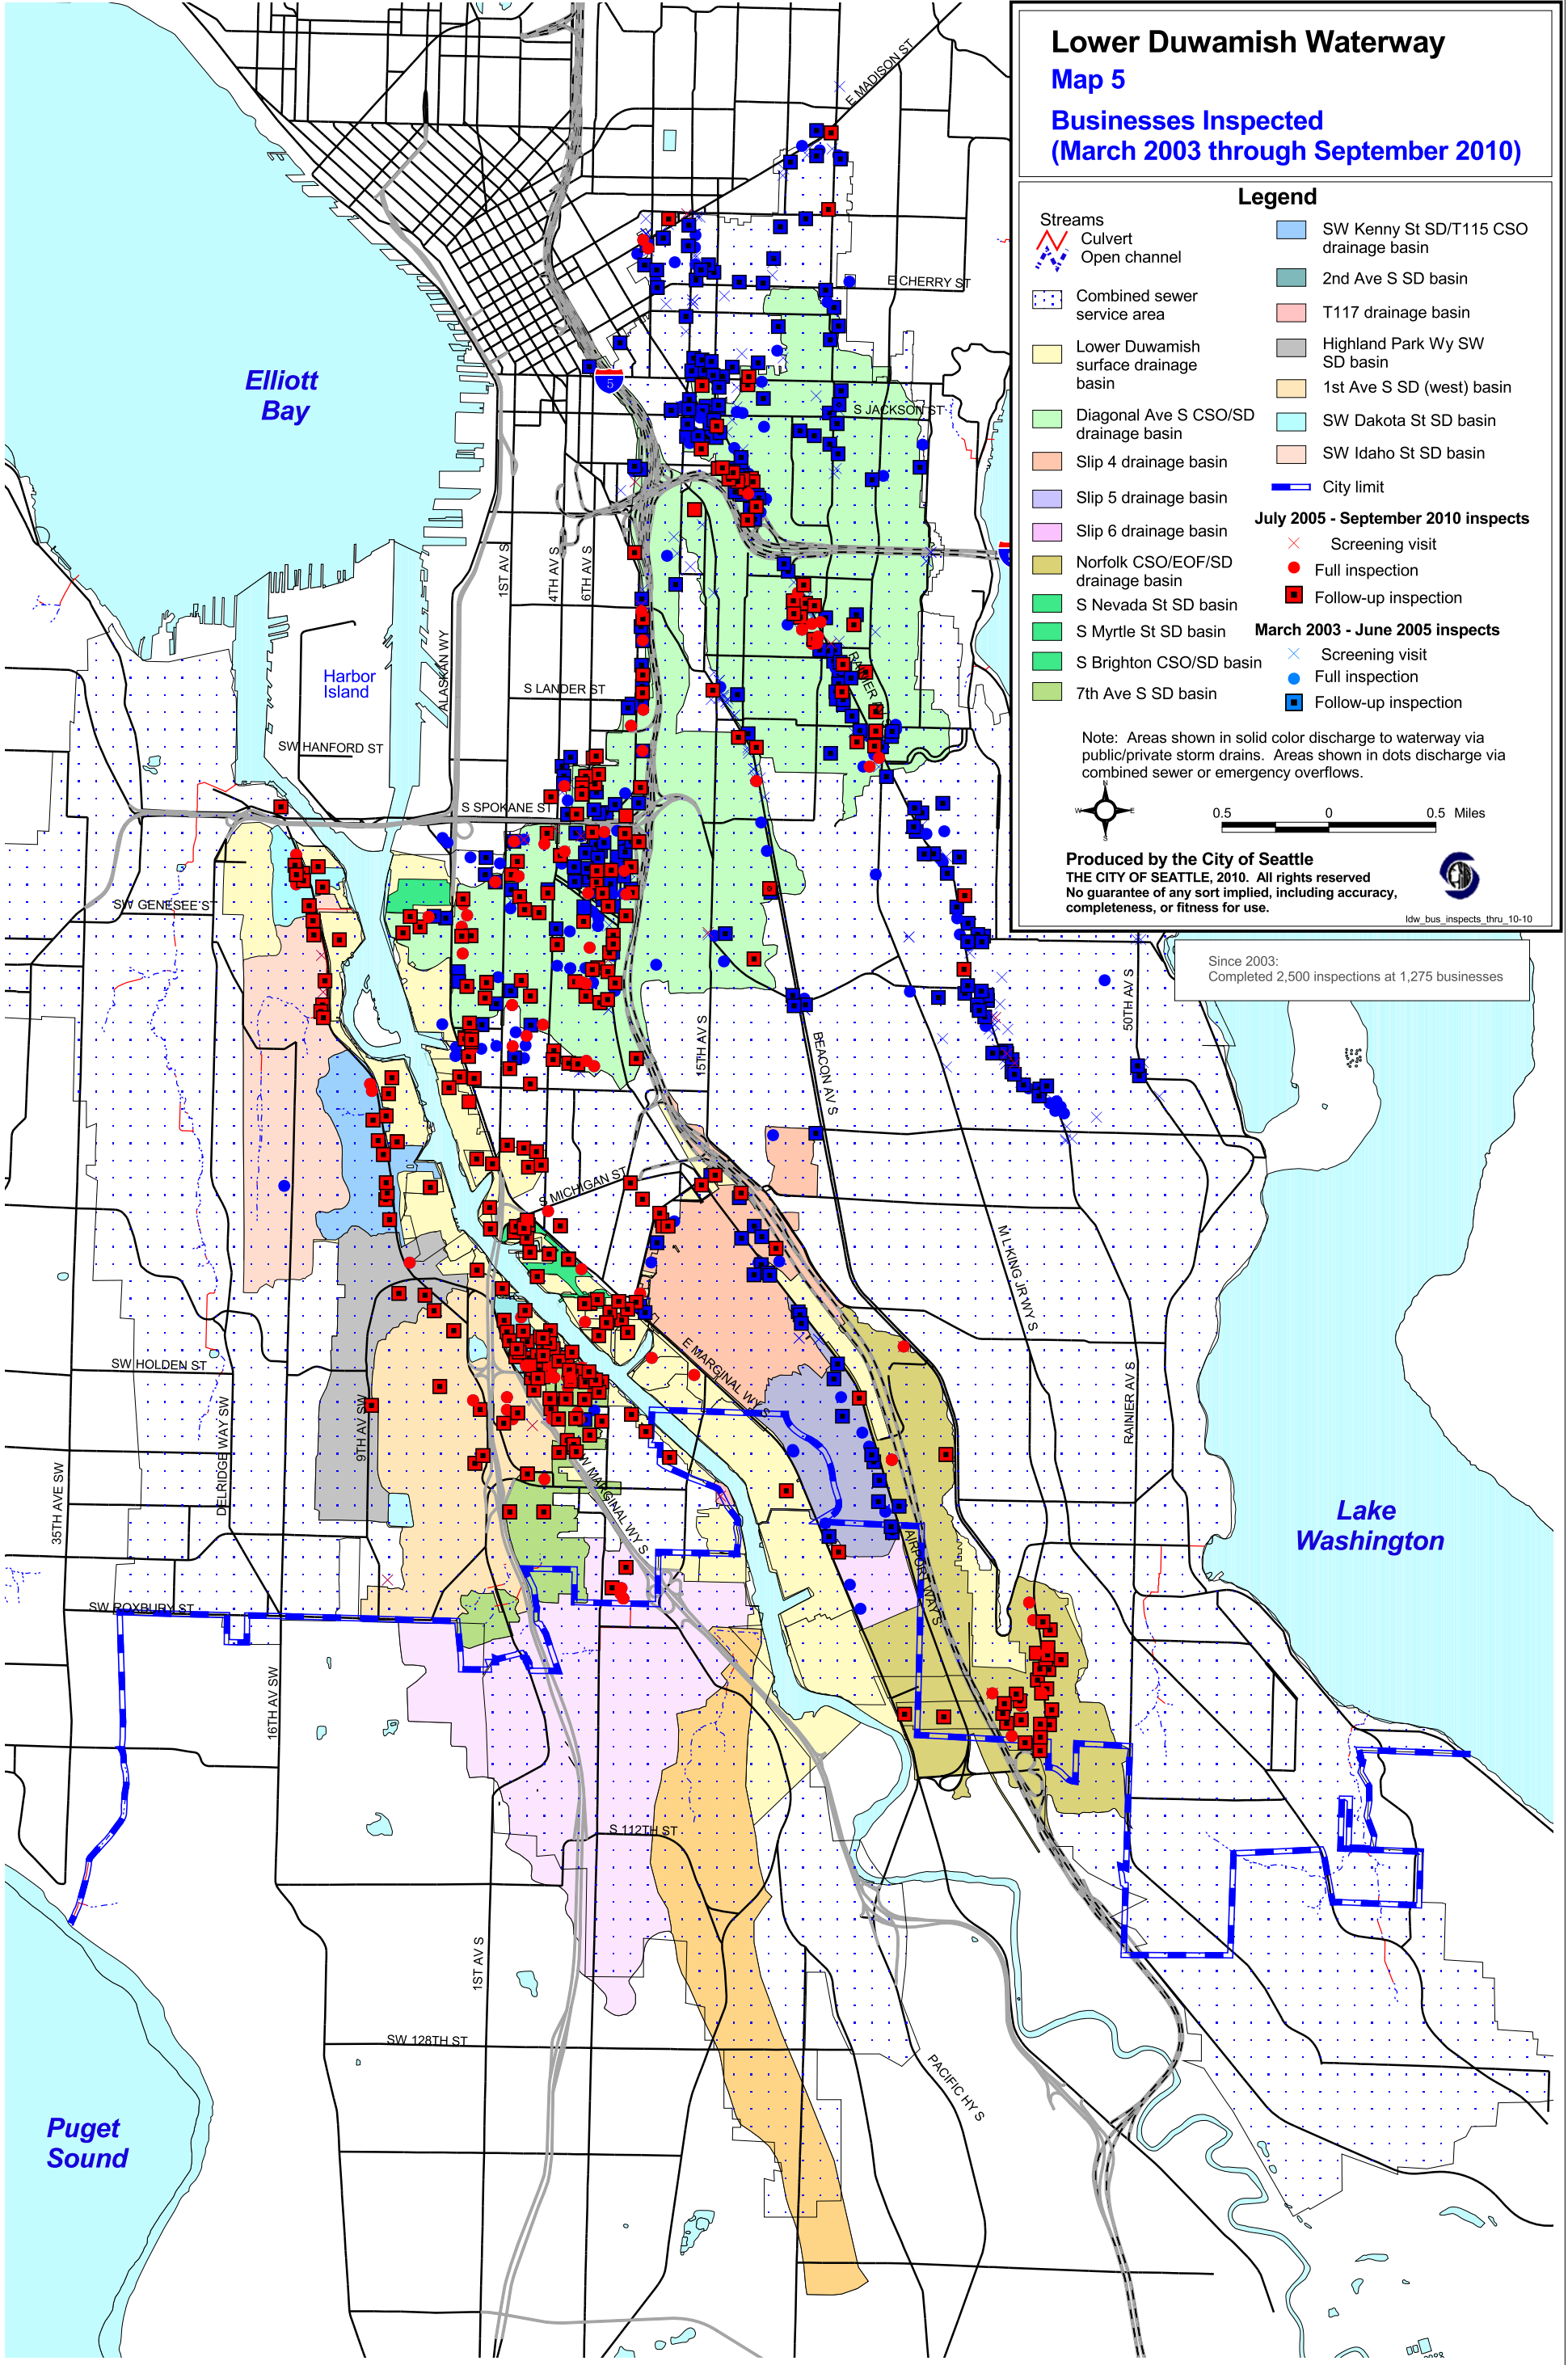 Lower Duwamish Waterway
Map 5
Businesses Inspected
(March 2003 through September 2010)
Legend
Streams
Culvert
Open channel
Combined sewer
service area
Lower Duwamish
surface drainage
basin
Diagonal Ave S CSO/SD
drainage basin
Slip 4 drainage basin
Slip 5 drainage basin
Slip 6 drainage basin
Norfolk CSO/EOF/SD
drainage basin
S Nevada St SD basin
S Myrtle St SD basin
S Brighton CSO/SD basin
7th Ave S SD basin
SW Kenny St SD/T115 CSO
drainage basin
2nd Ave S SD basin
T117 drainage basin
Highland Park Wy SW
SD basin
1st Ave S SD (west) basin
SW Dakota St SD basin
SW Idaho St SD basin
City limit
July 2005 - September 2010 inspects
Screening visit
Full inspection
Follow-up inspection
March 2003 - June 2005 inspects
Screening visit
Full inspection
Follow-up inspection
Note: Areas shown in solid color discharge to waterway via
public/private storm drains. Areas shown in dots discharge via
combined sewer or emergency overflows.
N
W E
S
0.5 0 0.5 Miles
Produced by the City of Seattle
THE CITY OF SEATTLE, 2010. All rights reserved
No guarantee of any sort implied, including accuracy,
completeness, or fitness for use.
ldw_bus_inspects_thru_10-10
Since 2003:
Completed 2,500 inspections at 1,275 businesses
E MADISON ST
E CHERRY ST
Elliott
Bay
5
S JACKSON ST
1ST AV S
4TH AV S
6TH AV S
ALASKAN WY
Harbor
Island
S LANDER ST
RAINIER AV S
SW HANFORD ST
S SPOKANE ST
SW GENESEE ST
15TH AV S
BEACON AV S
50TH AV S
S MICHIGAN ST
M L KING JR WY S
SW HOLDEN ST
E MARGINAL WY S
RAINIER AV S
DELRIDGE WAY SW
9TH AV SW
35TH AVE SW
W MARGINAL WY S
AIRPORT WAY S
Lake
Washington
SW ROXBURY ST
16TH AV SW
S 112TH ST
1ST AV S
SW 128TH ST
PACIFIC HY S
Puget
Sound